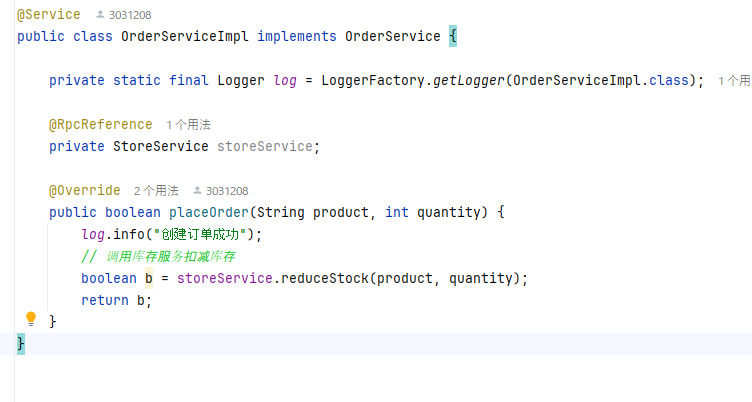 @Service 3031208
public class OrderServiceImpl implements OrderService {
private static final Logger log = LoggerFactory.getLogger(OrderServiceImpl.class); 1 个用
@RpcReference 1 个用法
private StoreService storeService;
@Override 2 个用法 3031208
public boolean placeOrder(String product, int quantity) {
log.info("创建订单成功");
// 调用库存服务扣减库存
boolean b = storeService.reduceStock(product, quantity);
return b;
}
}